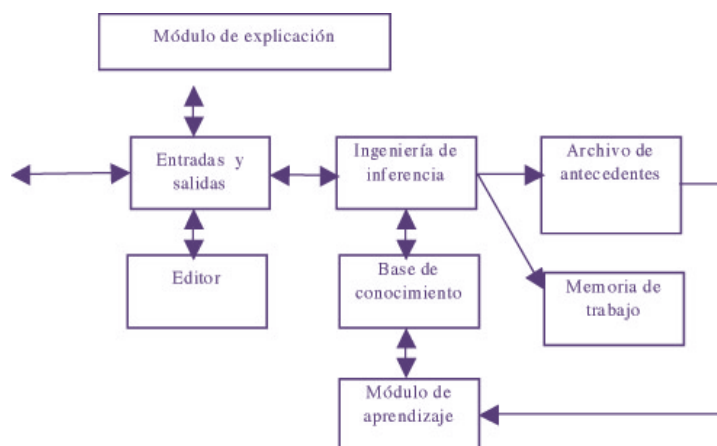 Módulo de explicación
Entradas y
salidas
Ingeniería de
inferencia
Archivo de
antecedentes
Editor
Base de
conocimiento
Memoria de
trabajo
Módulo de
aprendizaje